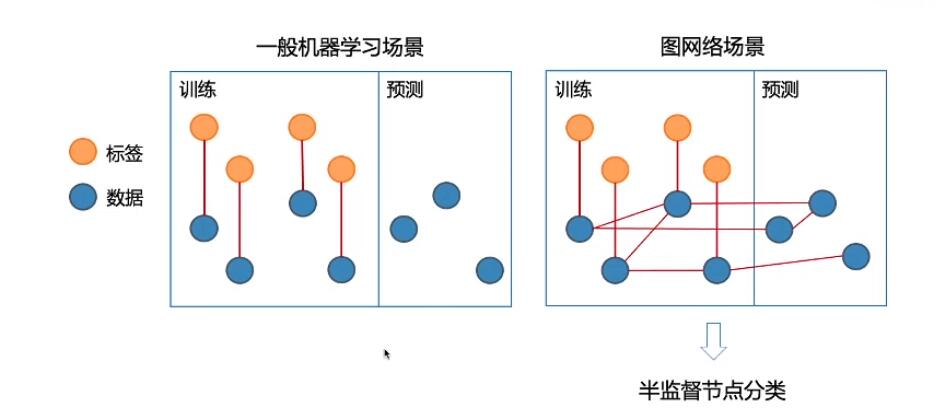 一般机器学习场景
图网络场景
训练
预测
训练
预测
标签
数据
半监督节点分类